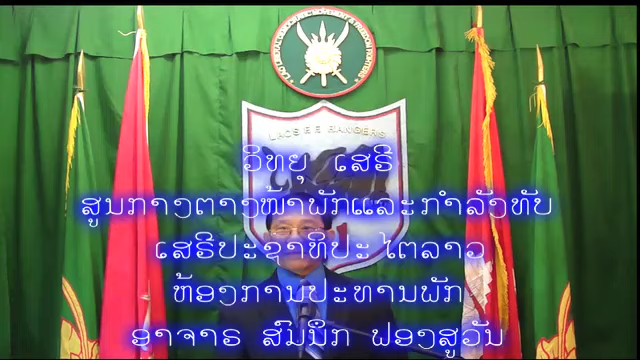 LAOS F F RANGERS
ວິທຍຸ ເສຣີ
ສູນກາງຕາງໜ້າພັກແລະກຳລັງທັບ
ເສຣີປະຊາທິປະໄຕລາວ
ຫ້ອງການປະທານພັກ
ອາຈາຣ ສົມນຶກ ຟອງສູວັນ